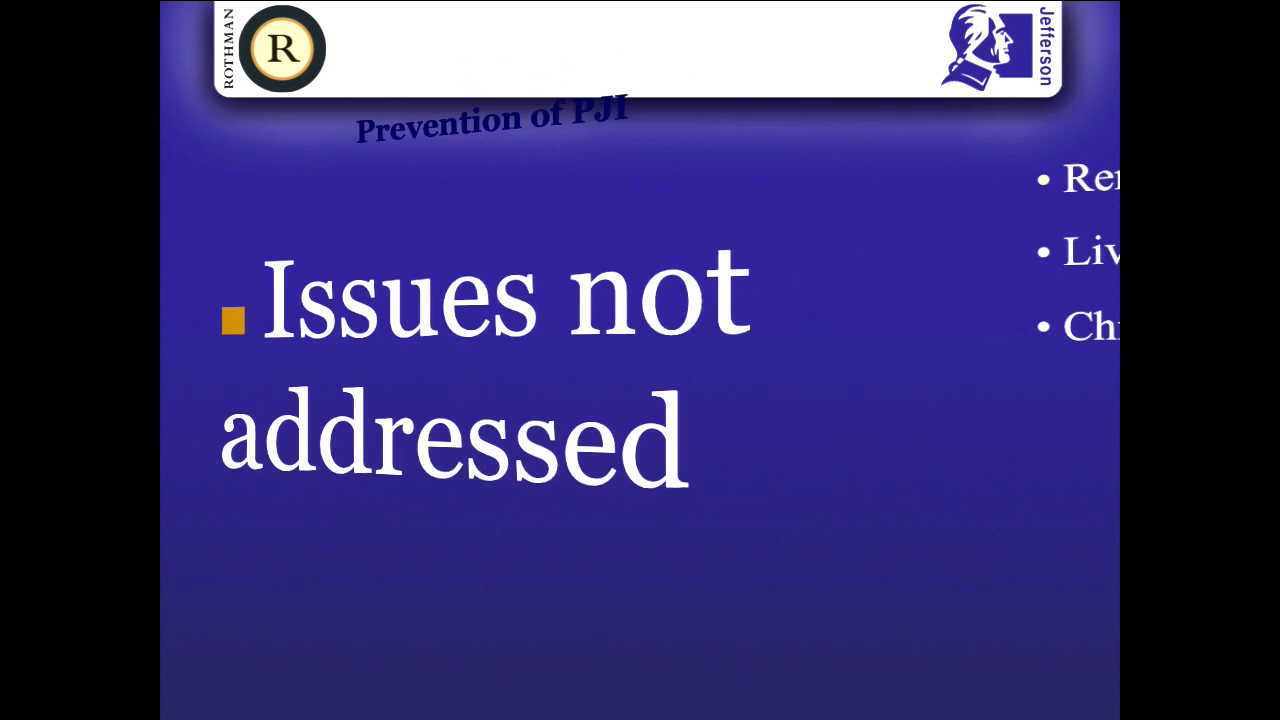 ROTHMAN
R
Jefferson
Prevention of PJI
Issues not
addressed